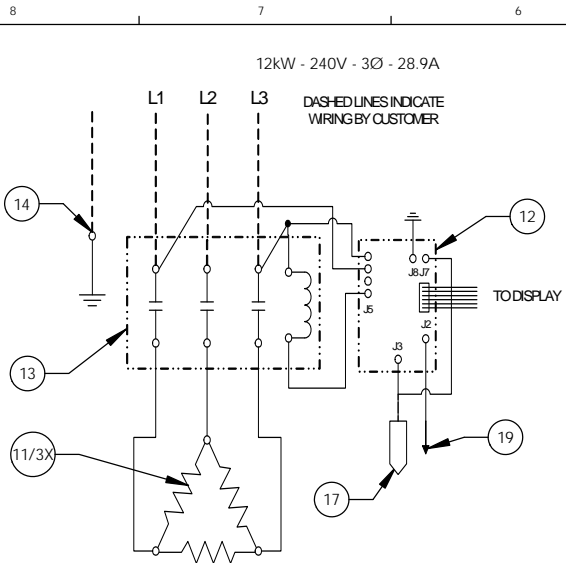 8 7 6
12kW - 240V - 3Ø - 28.9A
L1 L2 L3
DASHED LINES INDICATE
WIRING BY CUSTOMER
14
12
J8 J7
TO DISPLAY
J5
J2
J3
13
11/3X
19
17